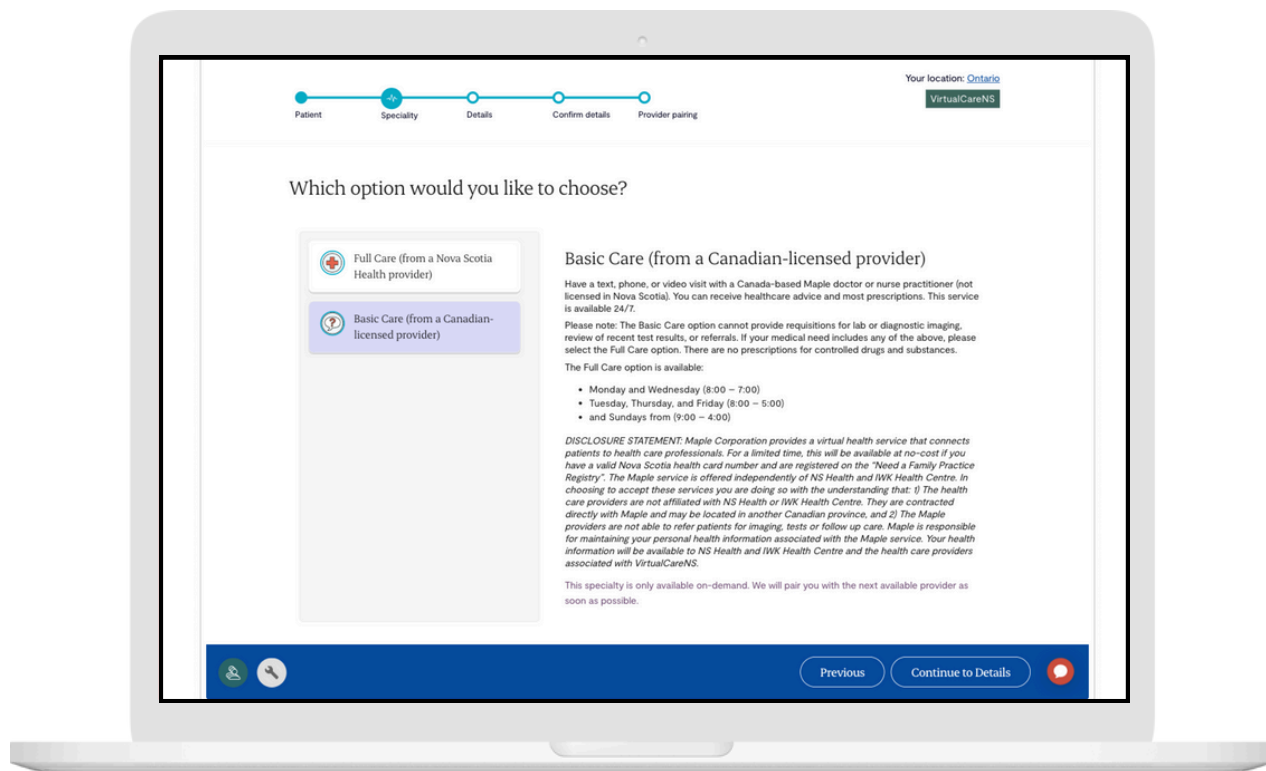 Your location: Ontario
VirtualCareNS
Patient
Speciality
Details
Confirm details
Provider pairing
Which option would you like to choose?
Full Care (from a Nova Scotia
Health provider)
Basic Care (from a Canadian-
licensed provider)
Basic Care (from a Canadian-licensed provider)
Have a text, phone, or video visit with a Canada-based Maple doctor or nurse practitioner (not
licensed in Nova Scotia). You can receive healthcare advice and most prescriptions. This service
is available 24/7.
Please note: The Basic Care option cannot provide requisitions for lab or diagnostic imaging,
review of recent test results, or referrals. If your medical need includes any of the above, please
select the Full Care option. There are no prescriptions for controlled drugs and substances.
The Full Care option is available:
• Monday and Wednesday (8:00 – 7:00)
• Tuesday, Thursday, and Friday (8:00 – 5:00)
• and Sundays from (9:00 – 4:00)
DISCLOSURE STATEMENT: Maple Corporation provides a virtual health service that connects
patients to health care professionals. For a limited time, this will be available at no-cost if you
have a valid Nova Scotia health card number and are registered on the "Need a Family Practice
Registry". The Maple service is offered independently of NS Health and IWK Health Centre. In
choosing to accept these services you are doing so with the understanding that: 1) The health
care providers are not affiliated with NS Health or IWK Health Centre. They are contracted
directly with Maple and may be located in another Canadian province, and 2) The Maple
providers are not able to refer patients for imaging, tests or follow up care. Maple is responsible
for maintaining your personal health information associated with the Maple service. Your health
information will be available to NS Health and IWK Health Centre and the health care providers
associated with VirtualCareNS.
This specialty is only available on-demand. We will pair you with the next available provider as
soon as possible.
Previous
Continue to Details